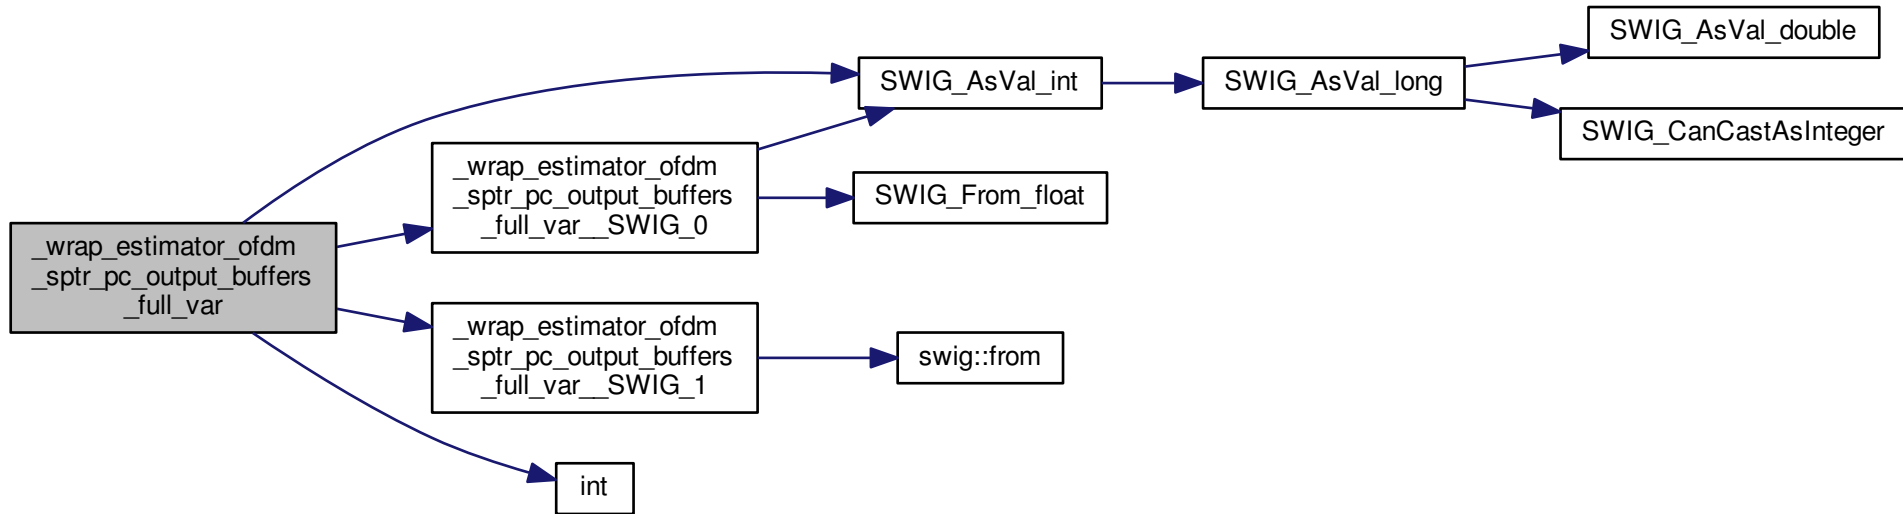 _wrap_estimator_ofdm
_sptr_pc_output_buffers
_full_var
_wrap_estimator_ofdm
_sptr_pc_output_buffers
_full_var__SWIG_0
_wrap_estimator_ofdm
_sptr_pc_output_buffers
_full_var__SWIG_1
int
SWIG_AsVal_int
SWIG_From_float
swig::from
SWIG_AsVal_long
SWIG_AsVal_double
SWIG_CanCastAsInteger